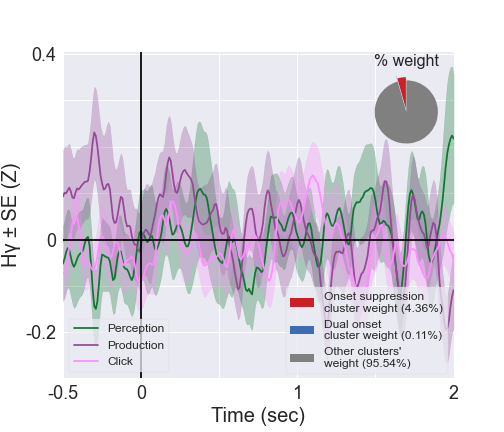 % weight
0.4
0
-0.2
Hγ ± SE (Z)
Perception
Production
Click
Onset suppression
cluster weight (4.36%)
Dual onset
cluster weight (0.11%)
Other clusters'
weight (95.54%)
-0.5
0
1
2
Time (sec)